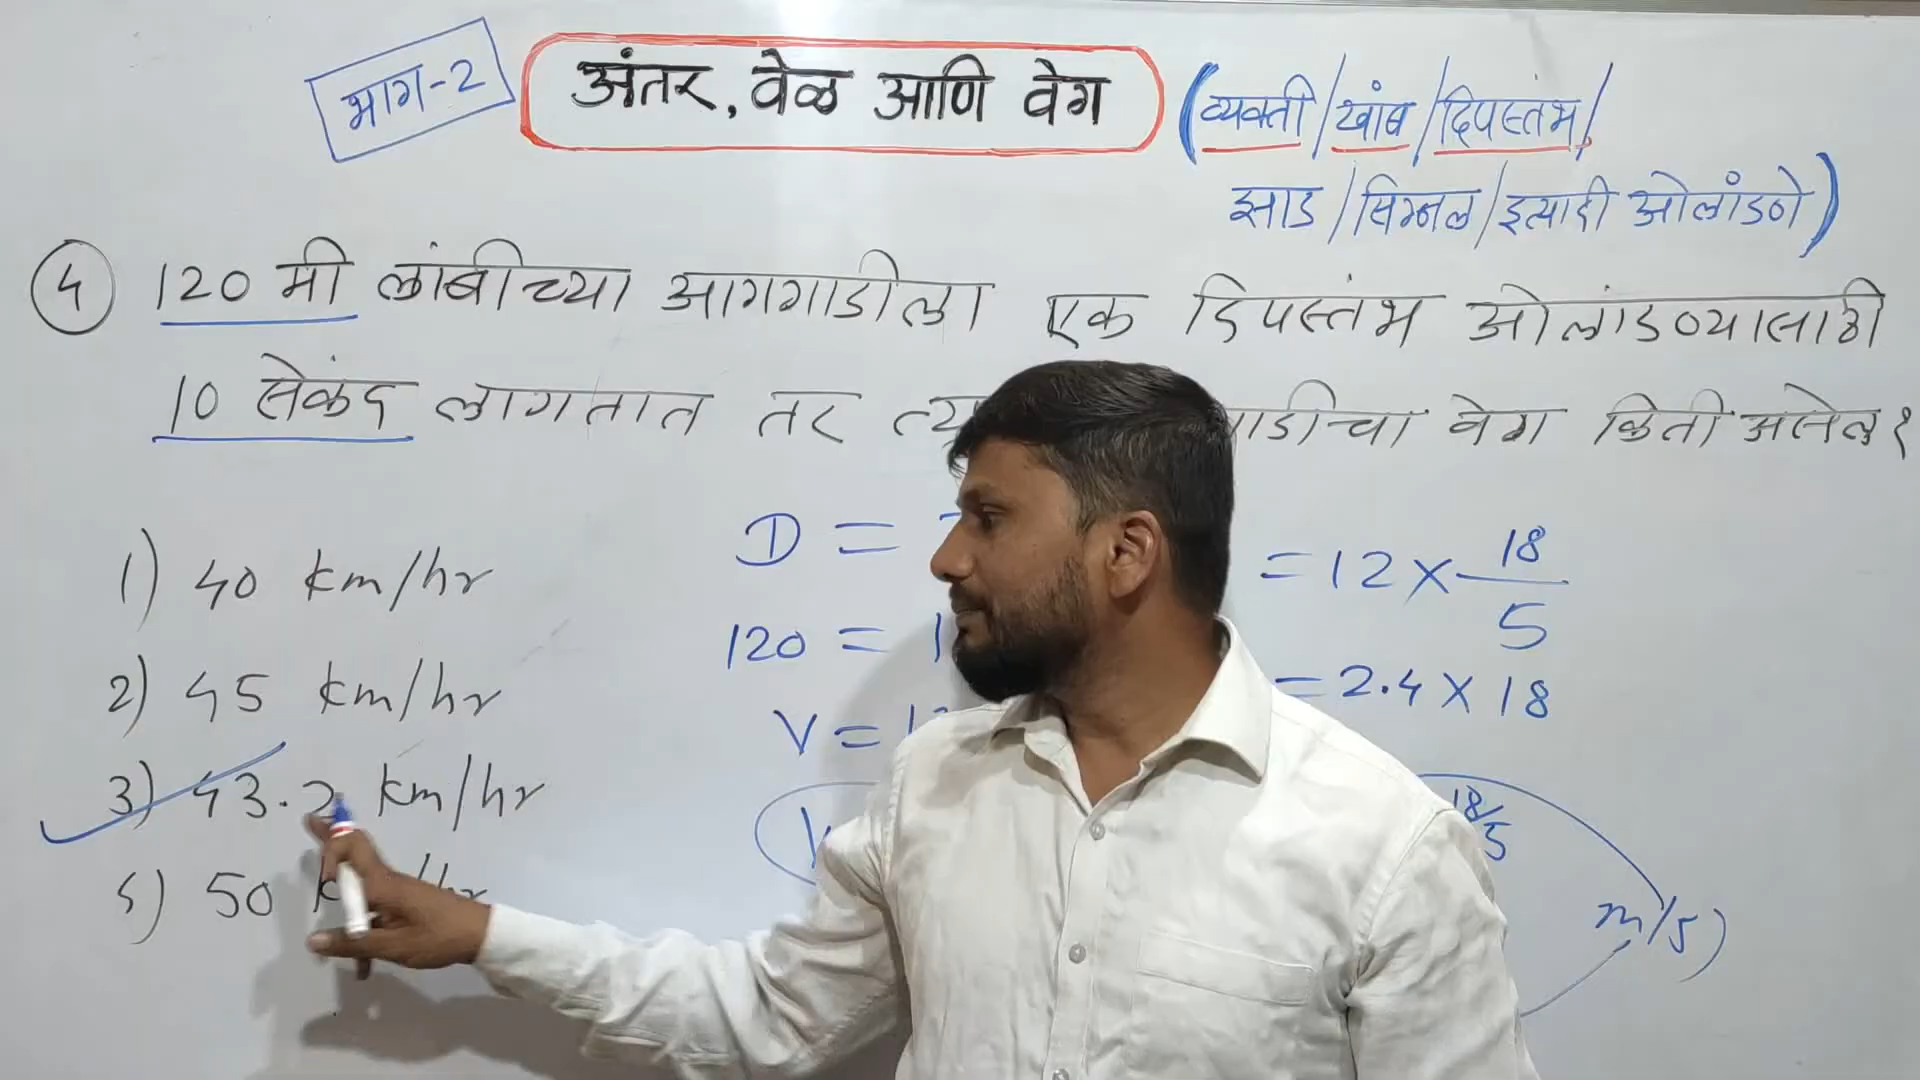 भाग-2
अंतर, वेळ आणि वेग
(व्यक्ती/खांब/दिपस्तंभ/
झाड/सिग्नल/इत्यादी ओलांडणे)
4 120 मी लांबीच्या आगगाडीला एक दिपस्तंभ ओलांडण्यासाठी
10 सेकंद लागतात तर वेग किती असेल?
1) 40 km/hr
2) 45 km/hr
3) 43.2 km/hr
50
D =
120 =
V =
= 12 × 18/5
= 2.4 × 18
18/5
m/s)